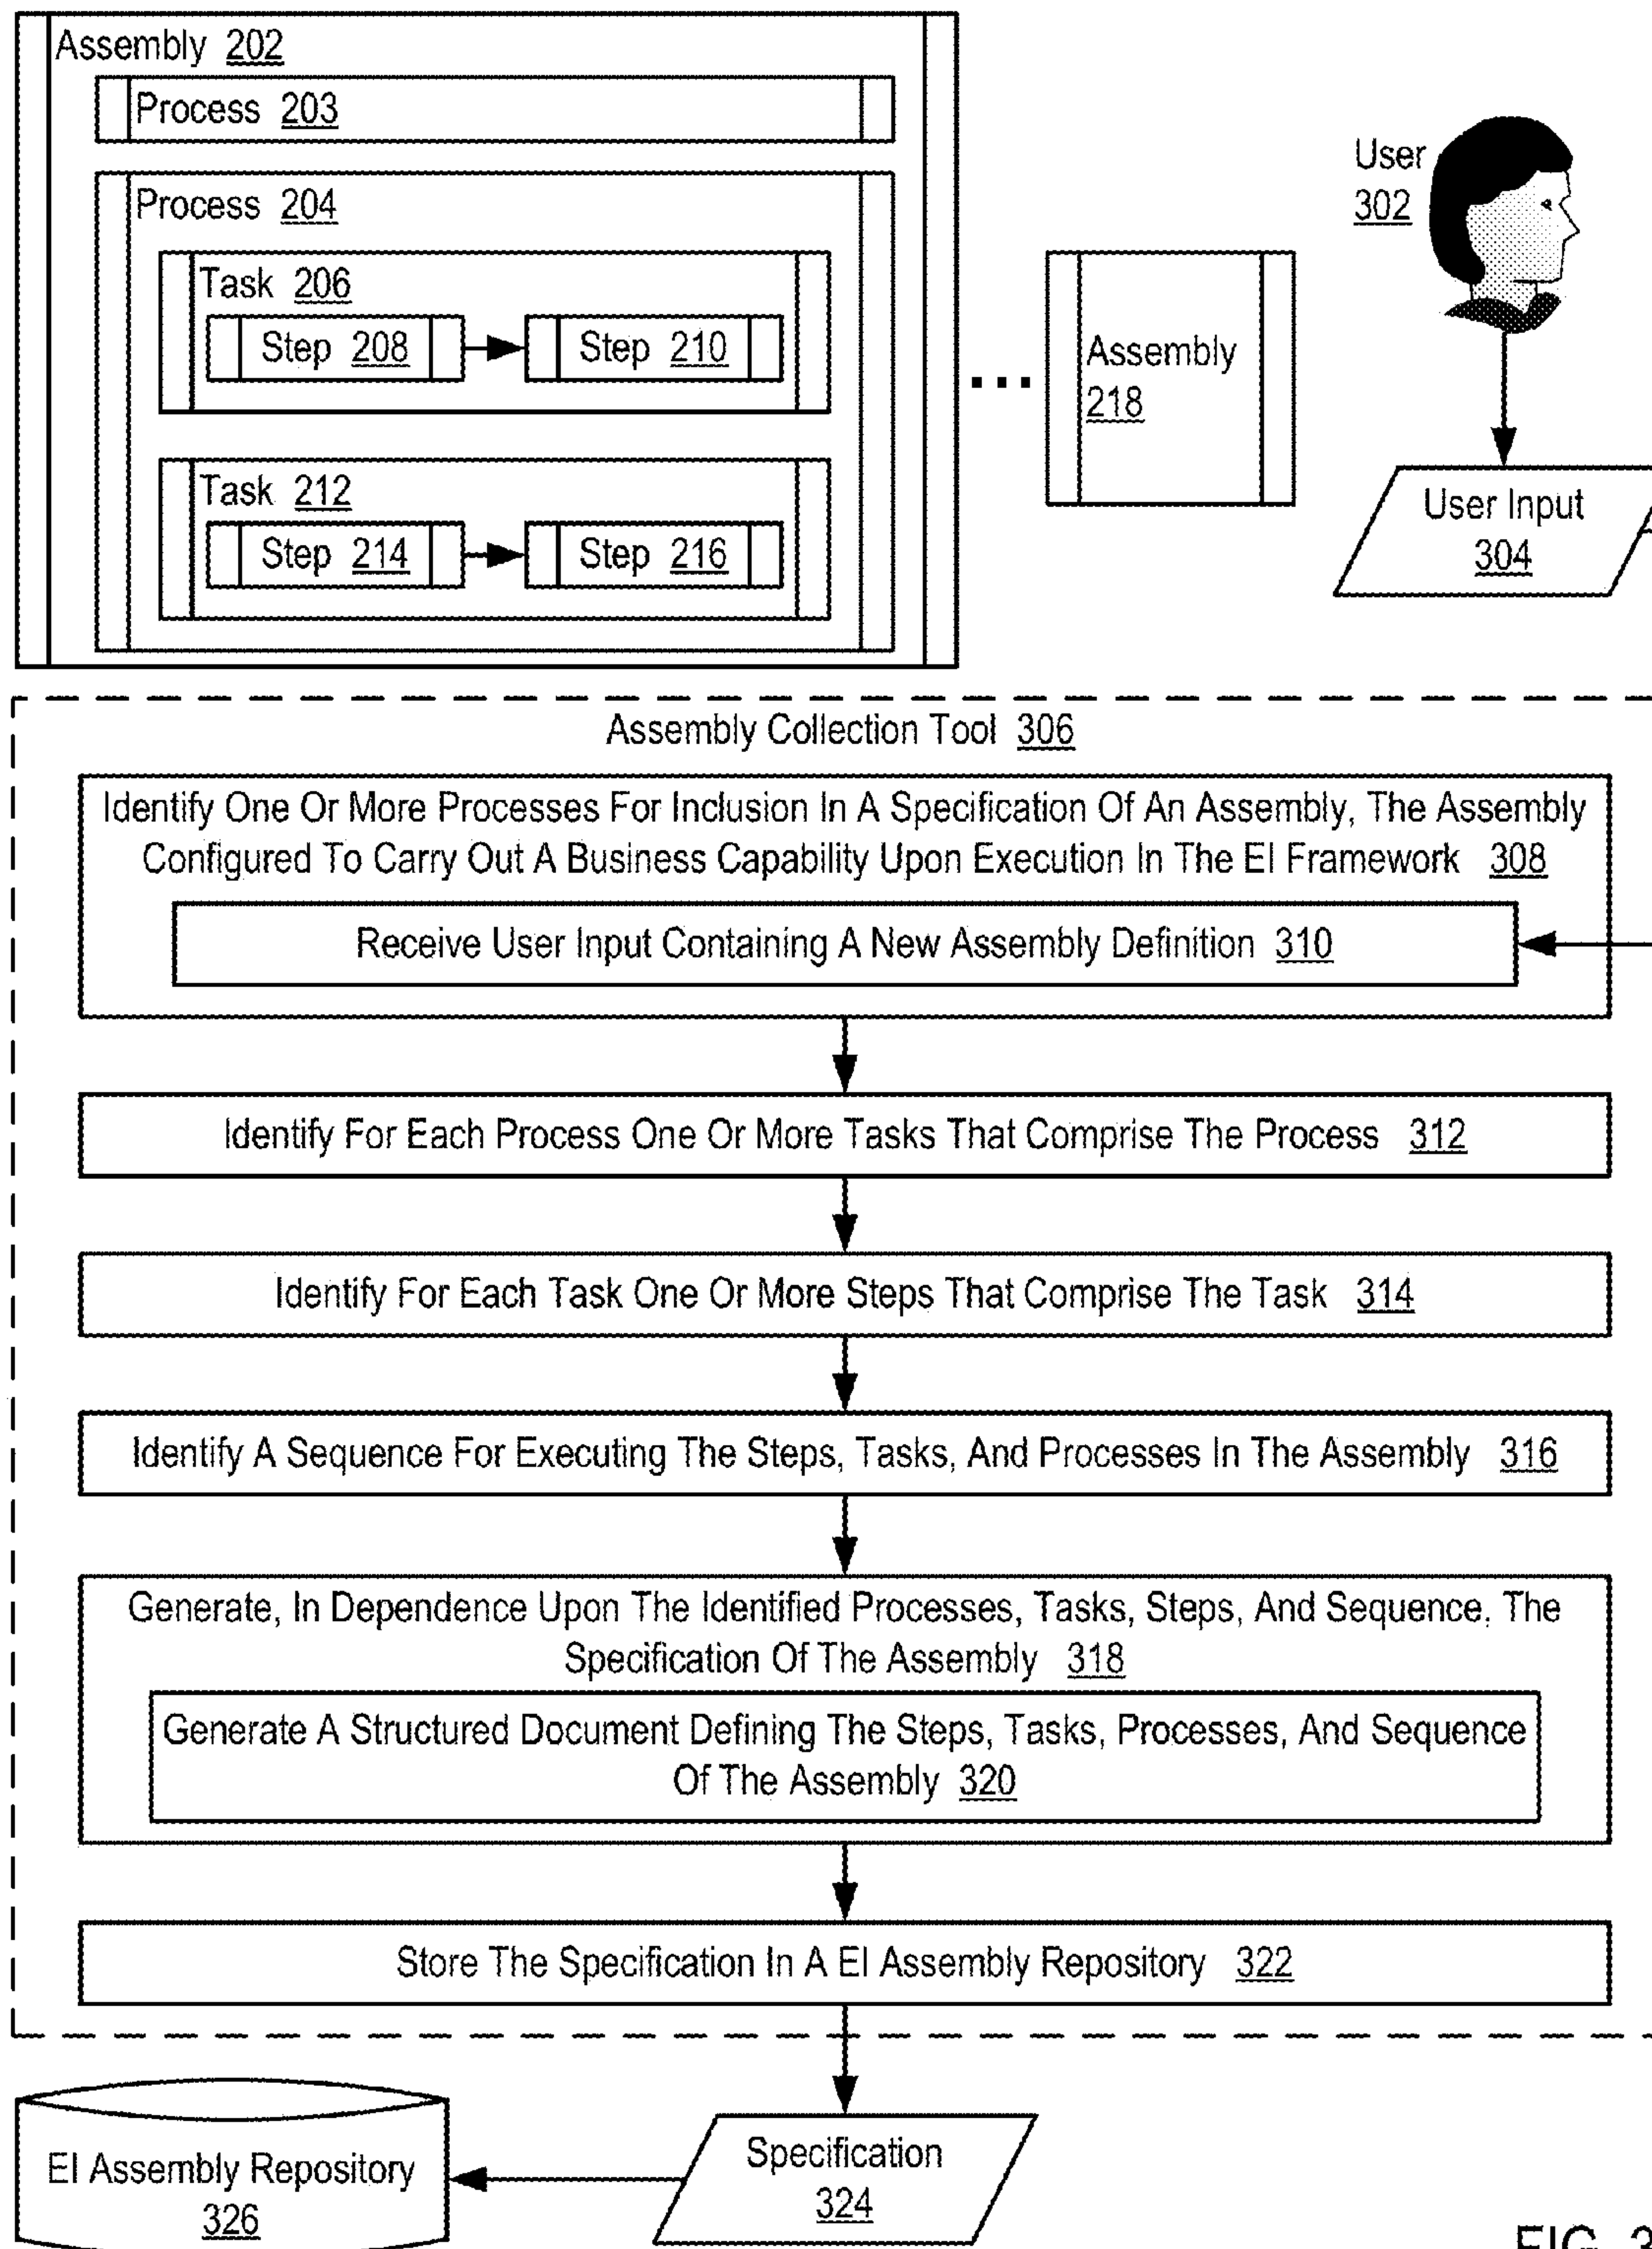 Assembly 202
Process 203
Process 204
Task 206
Step 208
Step 210
Task 212
Step 214
Step 216
Assembly
218
User
302
User Input
304
Assembly Collection Tool 306
Identify One Or More Processes For Inclusion In A Specification Of An Assembly, The Assembly
Configured To Carry Out A Business Capability Upon Execution In The EI Framework 308
Receive User Input Containing A New Assembly Definition 310
Identify For Each Process One Or More Tasks That Comprise The Process 312
Identify For Each Task One Or More Steps That Comprise The Task 314
Identify A Sequence For Executing The Steps, Tasks, And Processes In The Assembly 316
Generate, In Dependence Upon The Identified Processes, Tasks, Steps, And Sequence, The
Specification Of The Assembly 318
Generate A Structured Document Defining The Steps, Tasks, Processes, And Sequence
Of The Assembly 320
Store The Specification In A EI Assembly Repository 322
EI Assembly Repository
326
Specification
324
FIG. 3